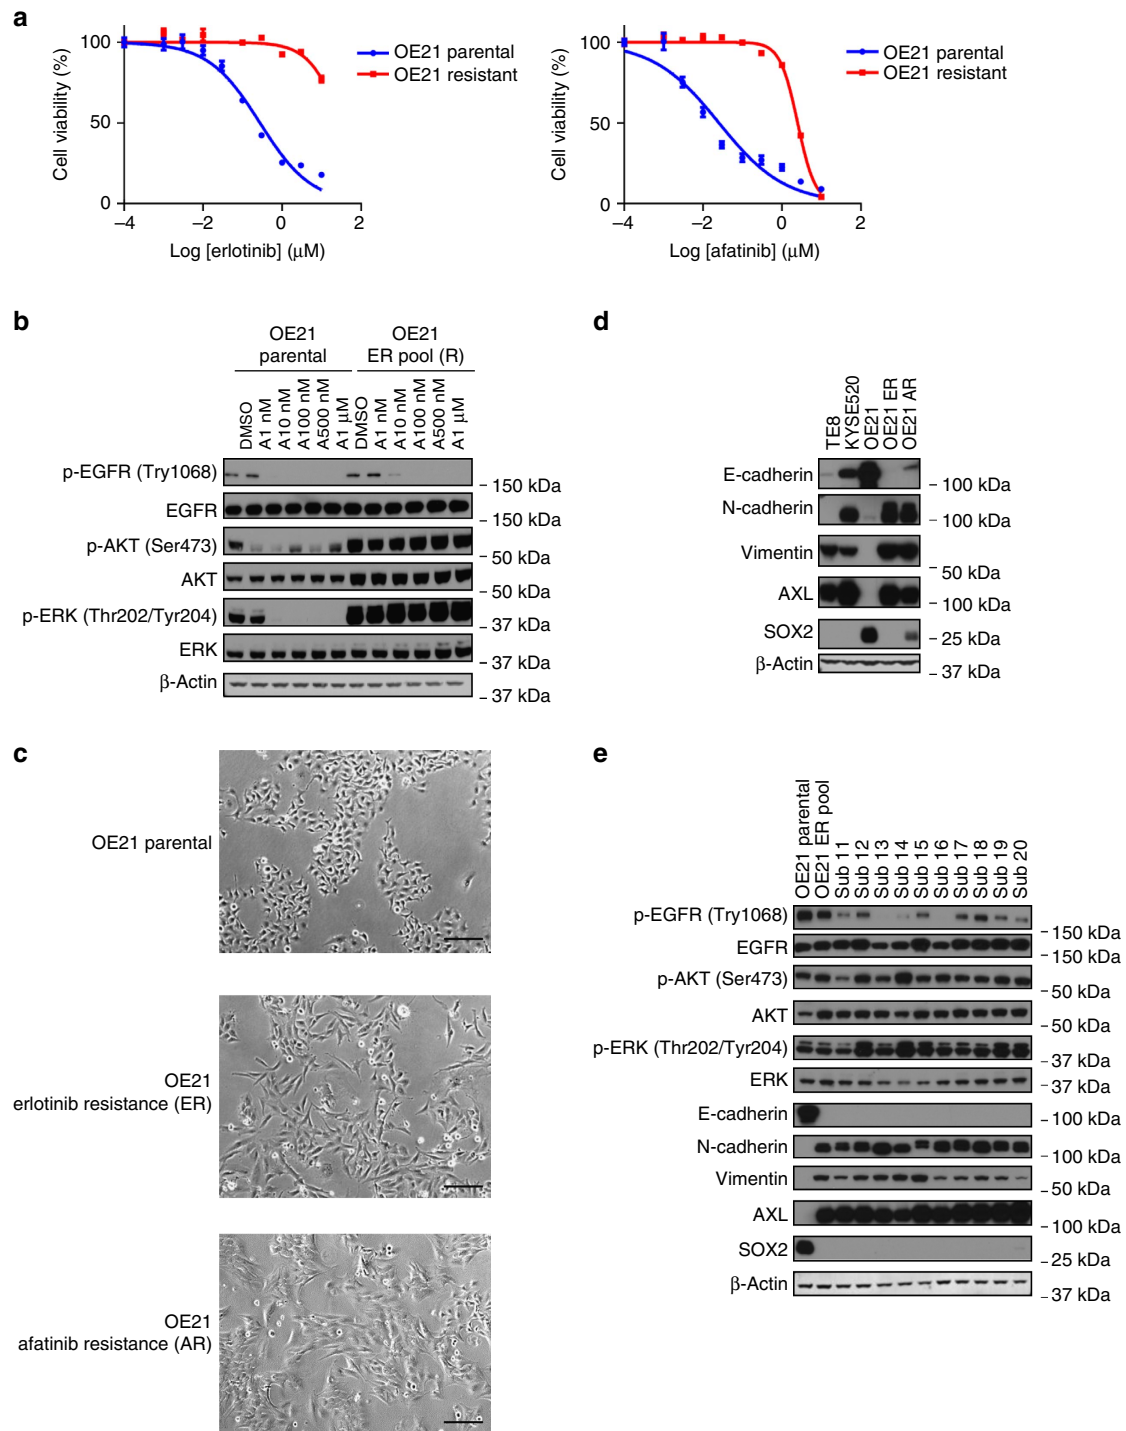 a
100
50
0
Cell viability (%)
–4
–2
0
2
Log [erlotinib] (μM)
OE21 parental
OE21 resistant
100
50
0
Cell viability (%)
–4
–2
0
2
Log [afatinib] (μM)
OE21 parental
OE21 resistant
b
OE21
parental
OE21
ER pool (R)
DMSO
A1 nM
A10 nM
A100 nM
A500 nM
A1 μM
DMSO
A1 nM
A10 nM
A100 nM
A500 nM
A1 μM
p-EGFR (Try1068)
150 kDa
EGFR
150 kDa
p-AKT (Ser473)
50 kDa
AKT
50 kDa
p-ERK (Thr202/Tyr204)
37 kDa
ERK
37 kDa
β-Actin
37 kDa
d
TE8
KYSE520
OE21
OE21 ER
OE21 AR
E-cadherin
100 kDa
N-cadherin
100 kDa
Vimentin
50 kDa
AXL
100 kDa
SOX2
25 kDa
β-Actin
37 kDa
c
OE21 parental
OE21
erlotinib resistance (ER)
OE21
afatinib resistance (AR)
e
OE21 parental
OE21 ER pool
Sub 11
Sub 12
Sub 13
Sub 14
Sub 15
Sub 16
Sub 17
Sub 18
Sub 19
Sub 20
p-EGFR (Try1068)
150 kDa
EGFR
150 kDa
p-AKT (Ser473)
50 kDa
AKT
50 kDa
p-ERK (Thr202/Tyr204)
37 kDa
ERK
37 kDa
E-cadherin
100 kDa
N-cadherin
100 kDa
Vimentin
50 kDa
AXL
100 kDa
SOX2
25 kDa
β-Actin
37 kDa